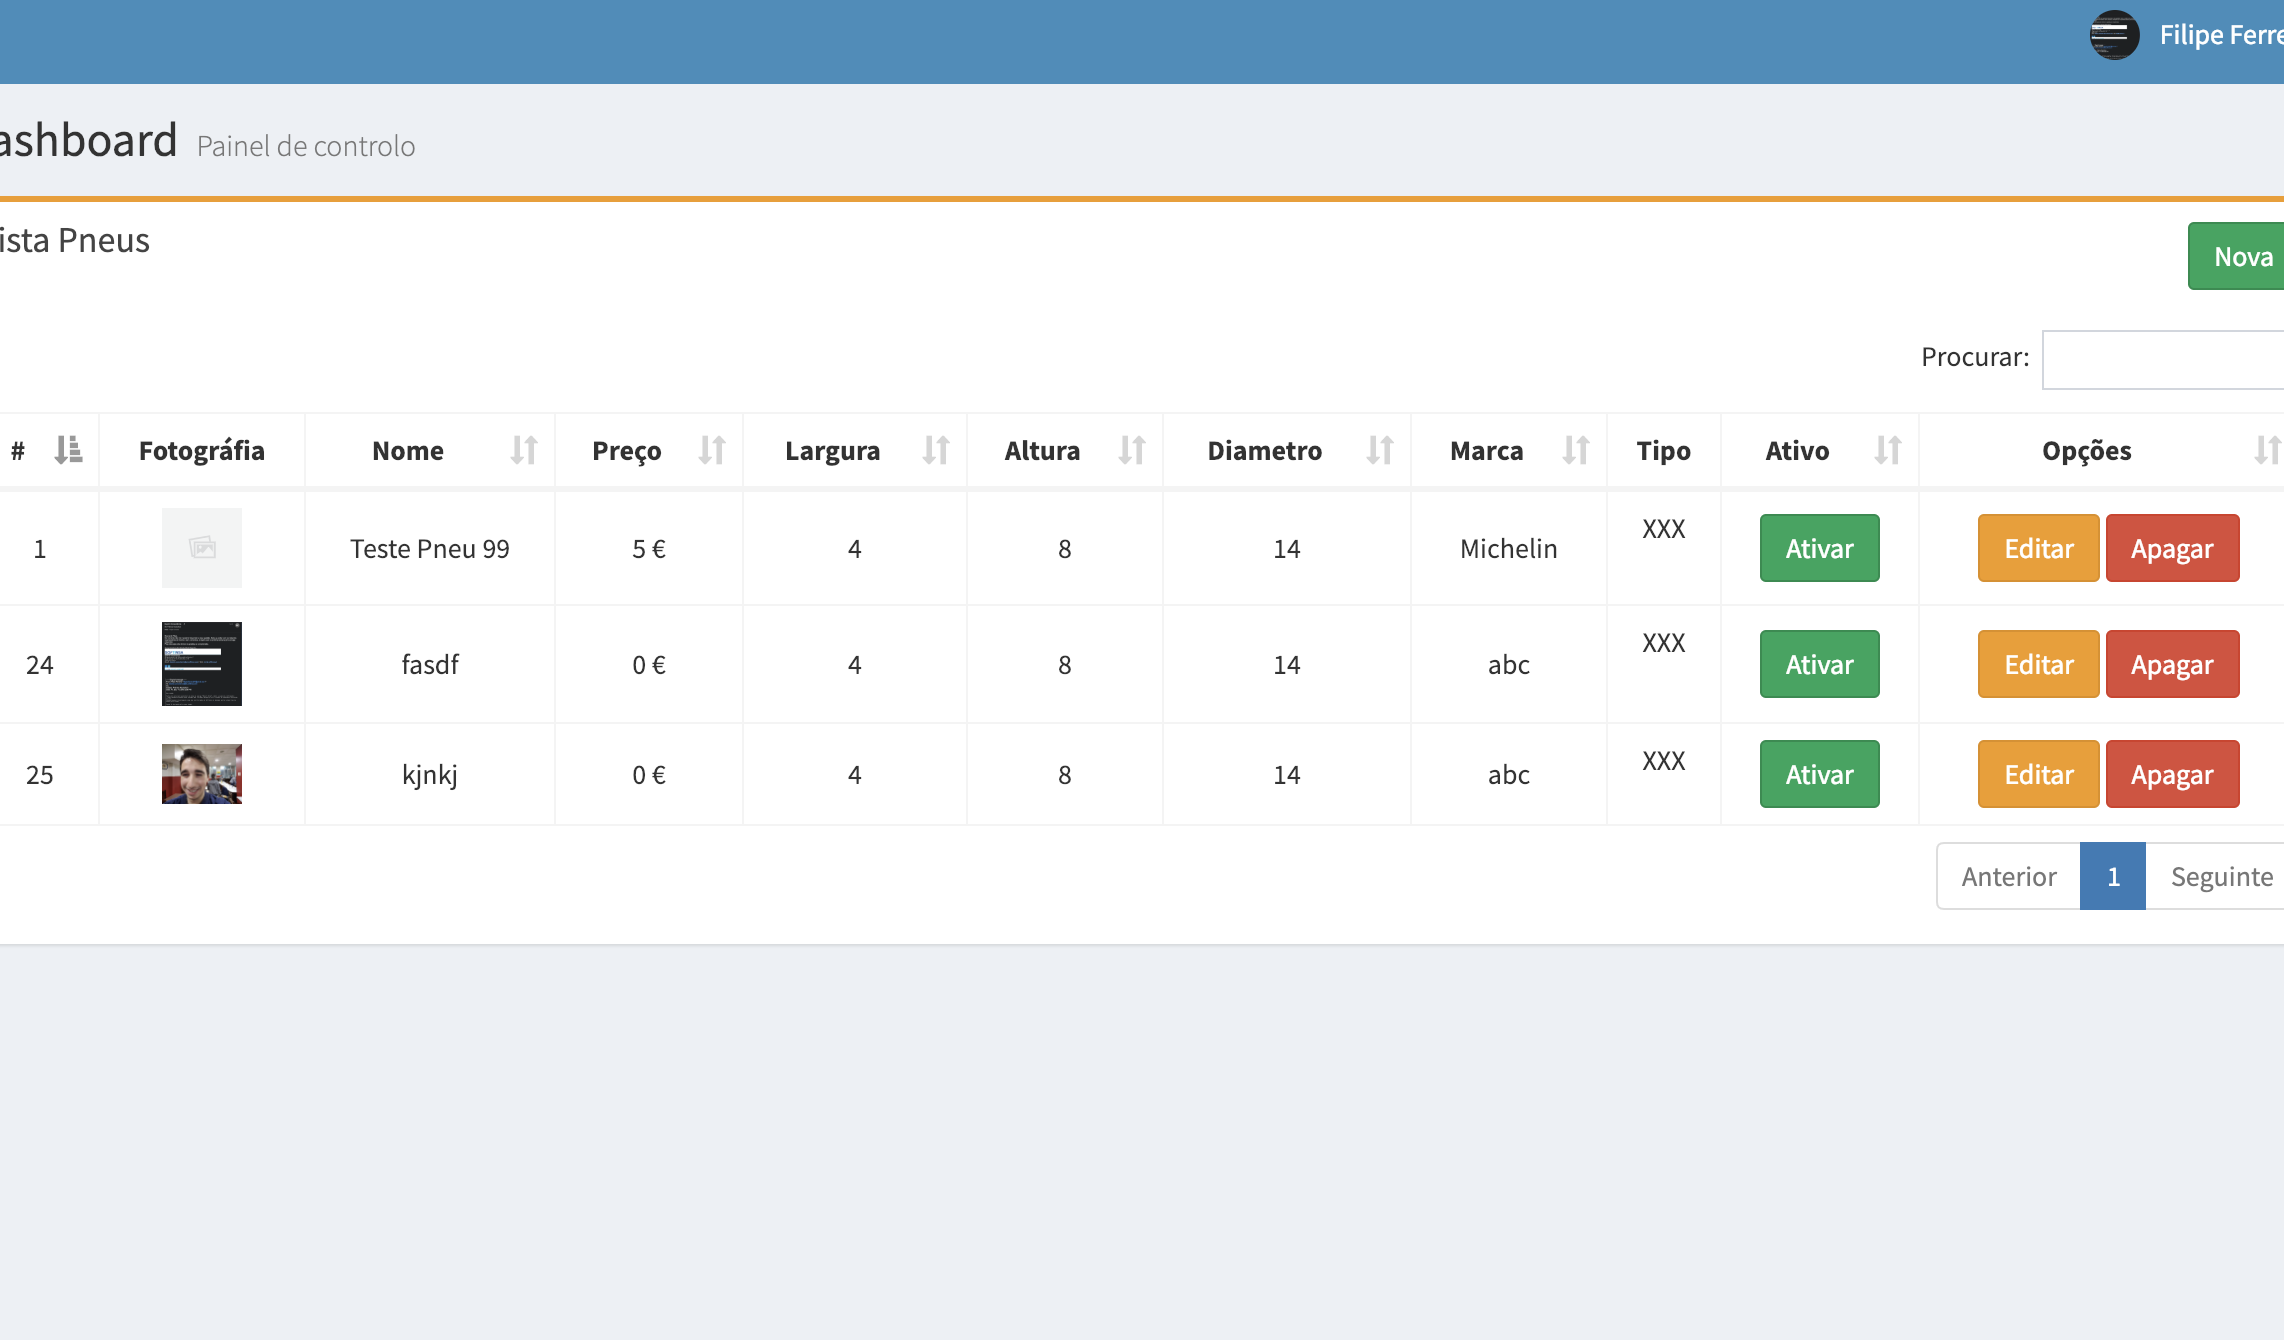 Filipe Ferre
ashboard Painel de controlo
ista Pneus
Nova
Procurar:
# Fotográfia Nome Preço Largura Altura Diametro Marca Tipo Ativo Opções
1 Teste Pneu 99 5 € 4 8 14 Michelin XXX Ativar Editar Apagar
24 fasdf 0 € 4 8 14 abc XXX Ativar Editar Apagar
25 kjnkj 0 € 4 8 14 abc XXX Ativar Editar Apagar
Anterior 1 Seguinte